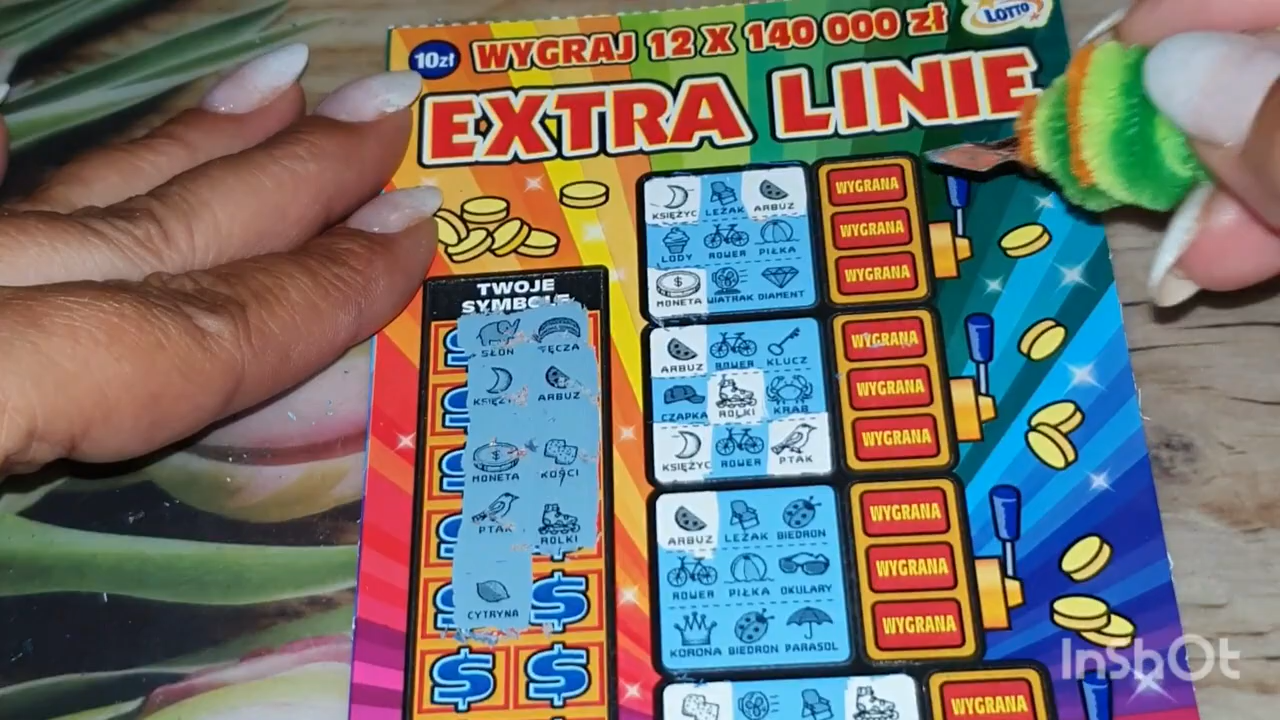 LOTTO
10zł WYGRAJ 12 X 140 000 zł
EXTRA LINIE
TWOJE
SYMBOLE
SŁOŃ TĘCZA
KSIĘŻYC ARBUZ
MONETA KOŚCI
PTAK ROLKI
CYTRYNA
KSIĘŻYC LEŻAK ARBUZ WYGRANA
LODY ROWER PIŁKA WYGRANA
MONETA WIATRAK DIAMENT WYGRANA
ARBUZ ROWER KLUCZ WYGRANA
CZAPKA ROLKI KRAB WYGRANA
KSIĘŻYC ROWER PTAK WYGRANA
ARBUZ LEŻAK BIEDRON WYGRANA
ROWER PIŁKA OKULARY WYGRANA
KORONA BIEDRON PARASOL WYGRANA
WYGRANA
InShOt